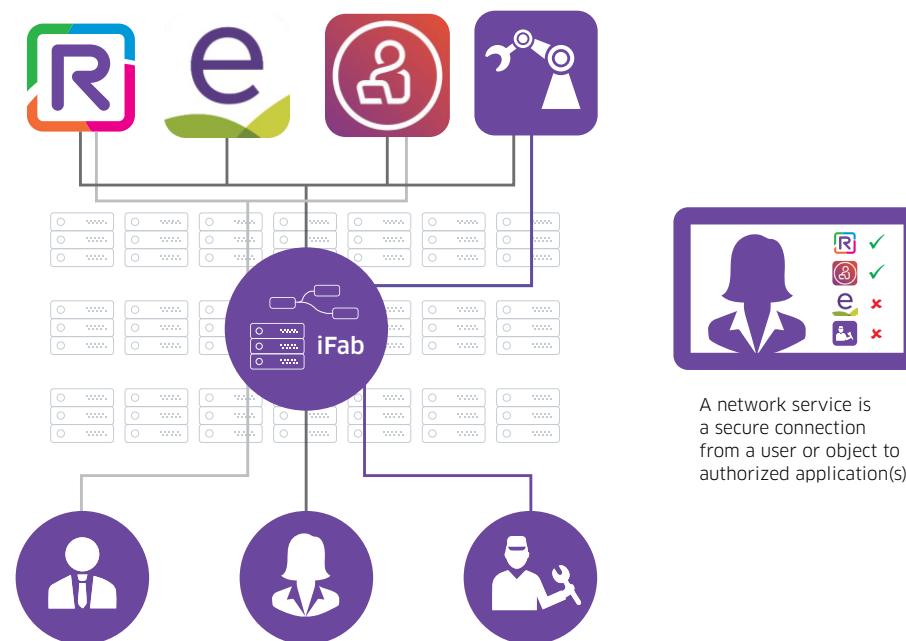 R
e
iFab
R
e
A network service is
a secure connection
from a user or object to
authorized application(s)